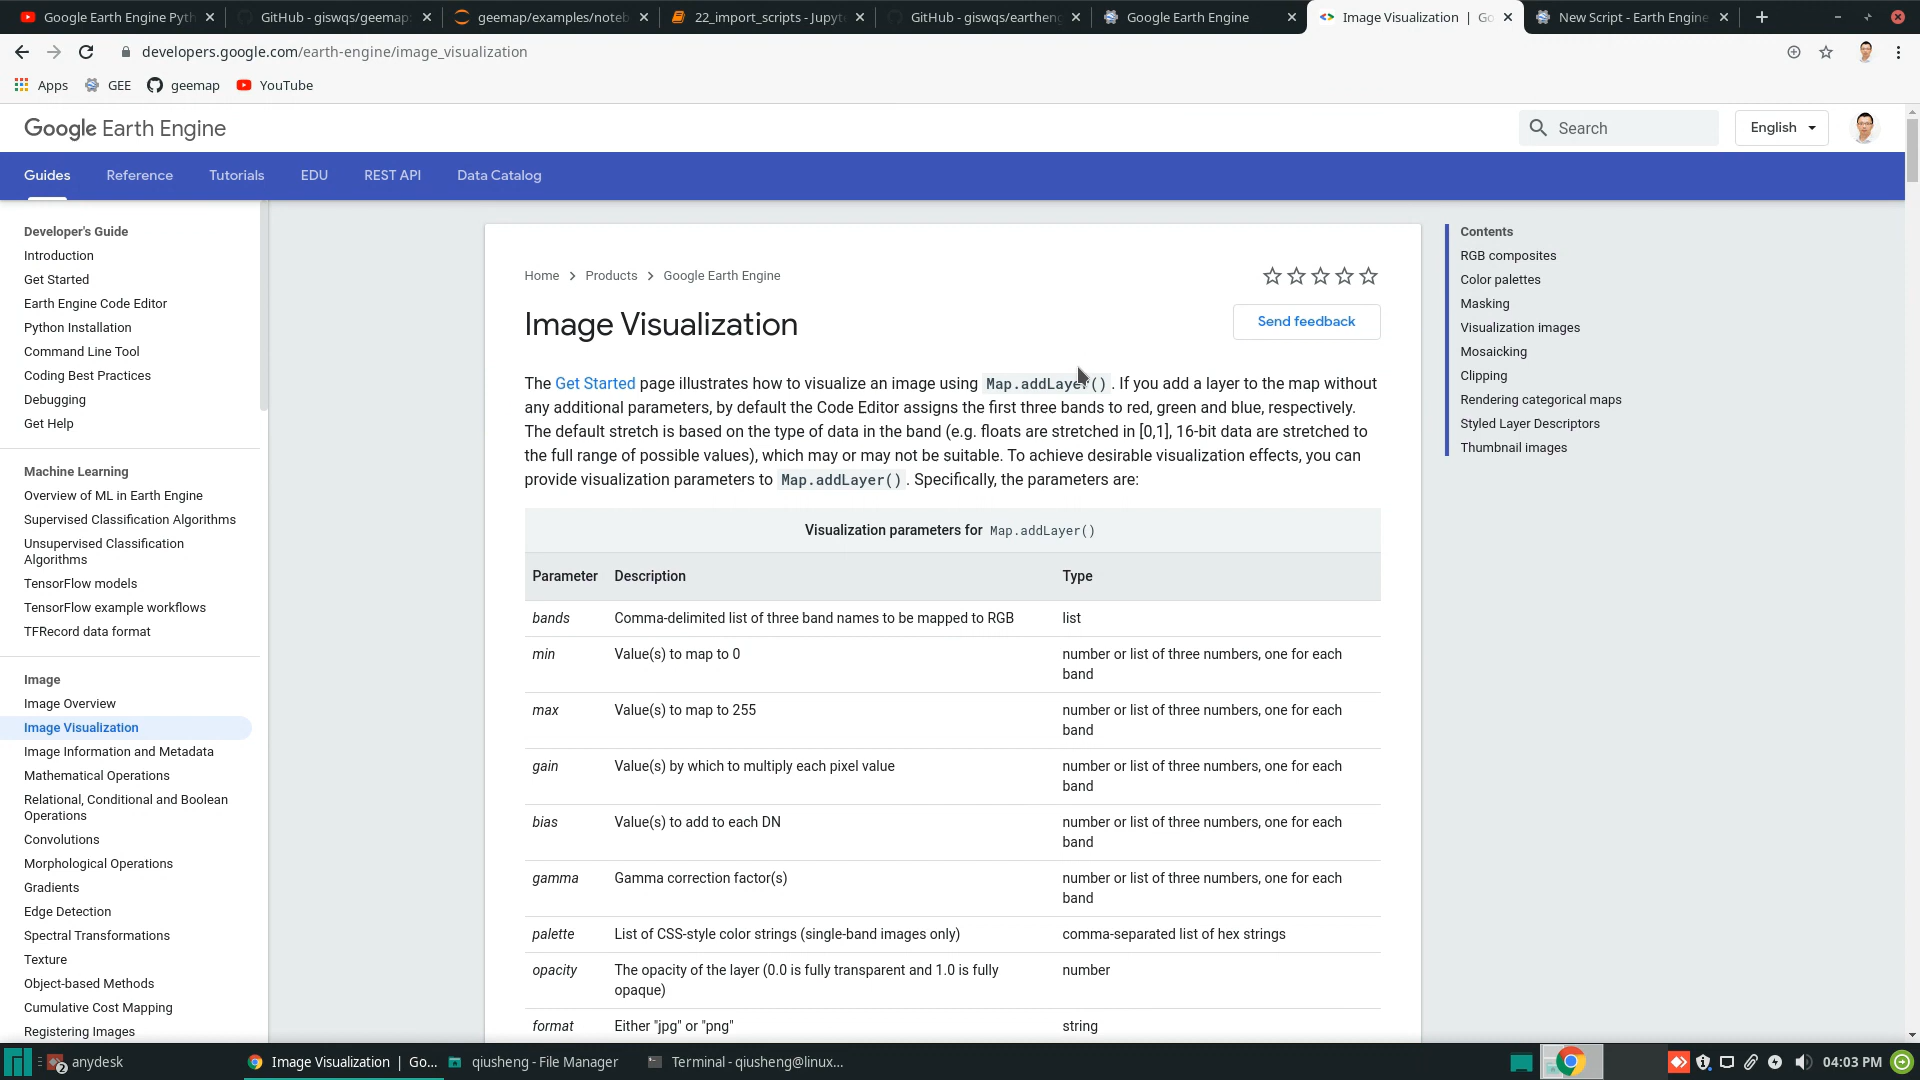 Google Earth Engine Pyth
GitHub - giswqs/geemap
geemap/examples/noteb
22_import_scripts - Jupyte
GitHub - giswqs/eartheng
Google Earth Engine
Image Visualization | Go
New Script - Earth Engine
developers.google.com/earth-engine/image_visualization
Apps GEE geemap YouTube
Google Earth Engine
Search
English
Guides Reference Tutorials EDU REST API Data Catalog
Developer's Guide
Introduction
Get Started
Earth Engine Code Editor
Python Installation
Command Line Tool
Coding Best Practices
Debugging
Get Help
Machine Learning
Overview of ML in Earth Engine
Supervised Classification Algorithms
Unsupervised Classification
Algorithms
TensorFlow models
TensorFlow example workflows
TFRecord data format
Image
Image Overview
Image Visualization
Image Information and Metadata
Mathematical Operations
Relational, Conditional and Boolean
Operations
Convolutions
Morphological Operations
Gradients
Edge Detection
Spectral Transformations
Texture
Object-based Methods
Cumulative Cost Mapping
Registering Images
Home > Products > Google Earth Engine
Image Visualization
Send feedback
The Get Started page illustrates how to visualize an image using Map.addLayer() . If you add a layer to the map without
any additional parameters, by default the Code Editor assigns the first three bands to red, green and blue, respectively.
The default stretch is based on the type of data in the band (e.g. floats are stretched in [0,1], 16-bit data are stretched to
the full range of possible values), which may or may not be suitable. To achieve desirable visualization effects, you can
provide visualization parameters to Map.addLayer() . Specifically, the parameters are:
Visualization parameters for Map.addLayer()
Parameter Description Type
bands Comma-delimited list of three band names to be mapped to RGB list
min Value(s) to map to 0 number or list of three numbers, one for each
band
max Value(s) to map to 255 number or list of three numbers, one for each
band
gain Value(s) by which to multiply each pixel value number or list of three numbers, one for each
band
bias Value(s) to add to each DN number or list of three numbers, one for each
band
gamma Gamma correction factor(s) number or list of three numbers, one for each
band
palette List of CSS-style color strings (single-band images only) comma-separated list of hex strings
opacity The opacity of the layer (0.0 is fully transparent and 1.0 is fully number
opaque)
format Either "jpg" or "png" string
Contents
RGB composites
Color palettes
Masking
Visualization images
Mosaicking
Clipping
Rendering categorical maps
Styled Layer Descriptors
Thumbnail images
2 anydesk
Image Visualization | Go...
qiusheng - File Manager
Terminal - qiusheng@linux...
04:03 PM